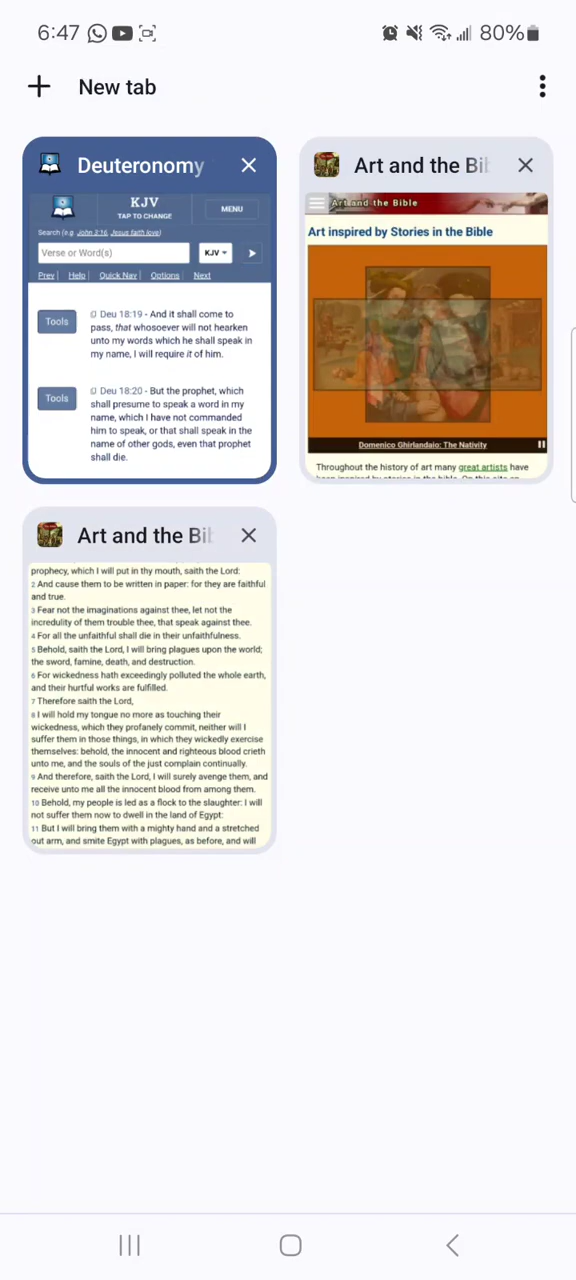 6:47
80%
New tab
Deuteronomy
KJV
TAP TO CHANGE
MENU
Search (e.g. John 3:16, Jesus faith love)
Verse or Word(s)
KJV
Prev | Help | Quick Nav | Options | Next
Tools
Deu 18:19 - And it shall come to
pass, that whosoever will not hearken
unto my words which he shall speak in
my name, I will require it of him.
Tools
Deu 18:20 - But the prophet, which
shall presume to speak a word in my
name, which I have not commanded
him to speak, or that shall speak in the
name of other gods, even that prophet
shall die.
Art and the Bi
Art and the Bible
Art inspired by Stories in the Bible
Domenico Ghirlandaio: The Nativity
Throughout the history of art many great artists have
Art and the Bi
prophecy, which I will put in thy mouth, saith the Lord:
2 And cause them to be written in paper: for they are faithful
and true.
3 Fear not the imaginations against thee, let not the
incredulity of them trouble thee, that speak against thee.
4 For all the unfaithful shall die in their unfaithfulness.
5 Behold, saith the Lord, I will bring plagues upon the world;
the sword, famine, death, and destruction.
6 For wickedness hath exceedingly polluted the whole earth,
and their hurtful works are fulfilled.
7 Therefore saith the Lord,
8 I will hold my tongue no more as touching their
wickedness, which they profanely commit, neither will I
suffer them in those things, in which they wickedly exercise
themselves: behold, the innocent and righteous blood crieth
unto me, and the souls of the just complain continually.
9 And therefore, saith the Lord, I will surely avenge them, and
receive unto me all the innocent blood from among them.
10 Behold, my people is led as a flock to the slaughter: I will
not suffer them now to dwell in the land of Egypt:
11 But I will bring them with a mighty hand and a stretched
out arm, and smite Egypt with plagues, as before, and will